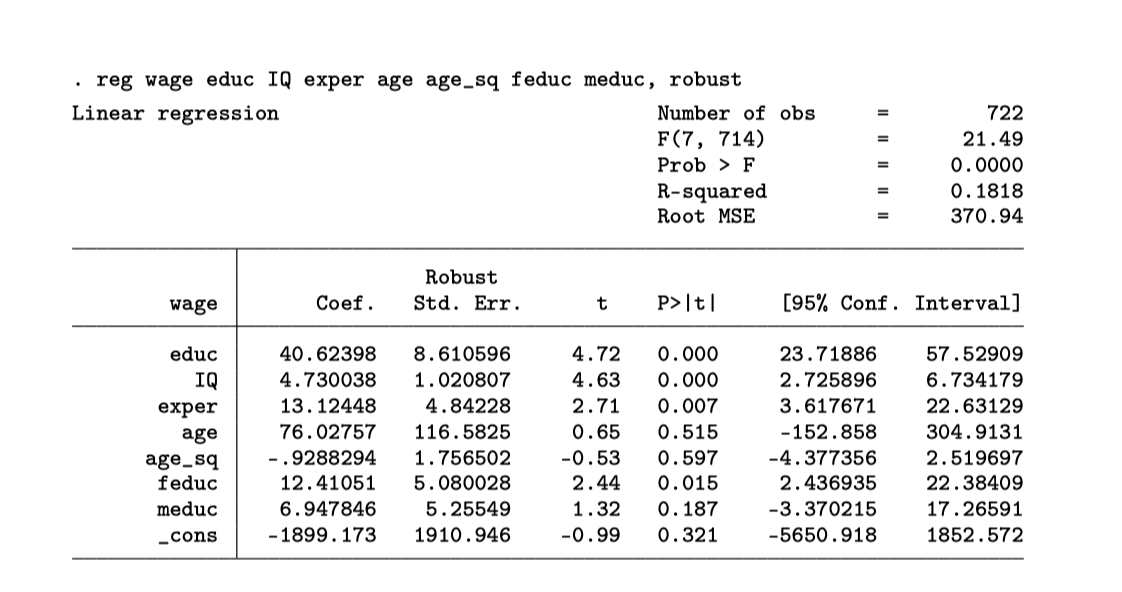 . reg wage educ IQ exper age age_sq feduc meduc, robust
Linear regression Number of obs = 722
F(7, 714) = 21.49
Prob > F = 0.0000
R-squared = 0.1818
Root MSE = 370.94
Robust
wage Coef. Std. Err. t P>|t| [95% Conf. Interval]
educ 40.62398 8.610596 4.72 0.000 23.71886 57.52909
IQ 4.730038 1.020807 4.63 0.000 2.725896 6.734179
exper 13.12448 4.84228 2.71 0.007 3.617671 22.63129
age 76.02757 116.5825 0.65 0.515 -152.858 304.9131
age_sq -.9288294 1.756502 -0.53 0.597 -4.377356 2.519697
feduc 12.41051 5.080028 2.44 0.015 2.436935 22.38409
meduc 6.947846 5.25549 1.32 0.187 -3.370215 17.26591
_cons -1899.173 1910.946 -0.99 0.321 -5650.918 1852.572